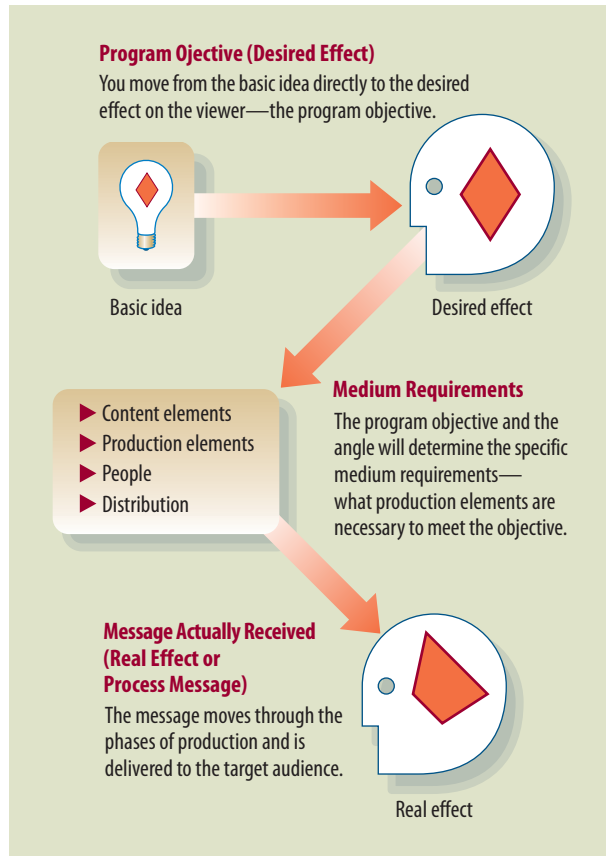 Program Ojective (Desired Effect)
You move from the basic idea directly to the desired
effect on the viewer—the program objective.
Basic idea
Desired effect
▶ Content elements
▶ Production elements
▶ People
▶ Distribution
Medium Requirements
The program objective and the
angle will determine the specific
medium requirements—
what production elements are
necessary to meet the objective.
Message Actually Received
(Real Effect or
Process Message)
The message moves through the
phases of production and is
delivered to the target audience.
Real effect